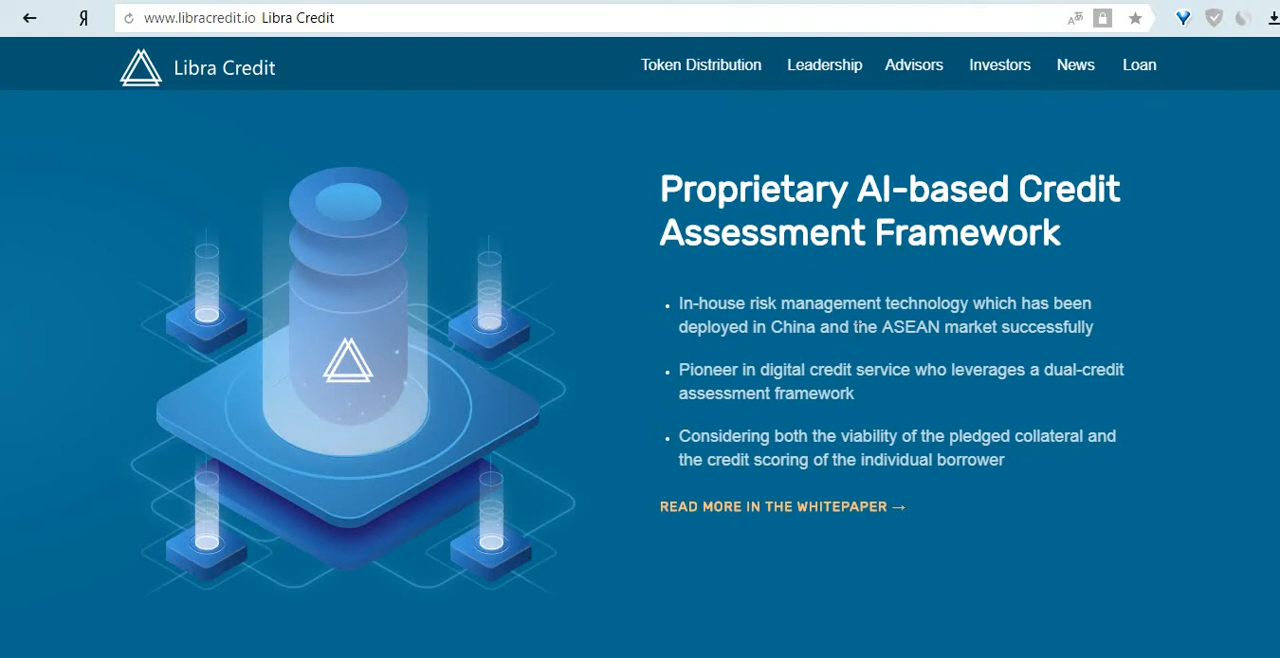 Я www.libracredit.io Libra Credit
Libra Credit Token Distribution Leadership Advisors Investors News Loan
Proprietary AI-based Credit
Assessment Framework
• In-house risk management technology which has been
deployed in China and the ASEAN market successfully
• Pioneer in digital credit service who leverages a dual-credit
assessment framework
• Considering both the viability of the pledged collateral and
the credit scoring of the individual borrower
READ MORE IN THE WHITEPAPER →